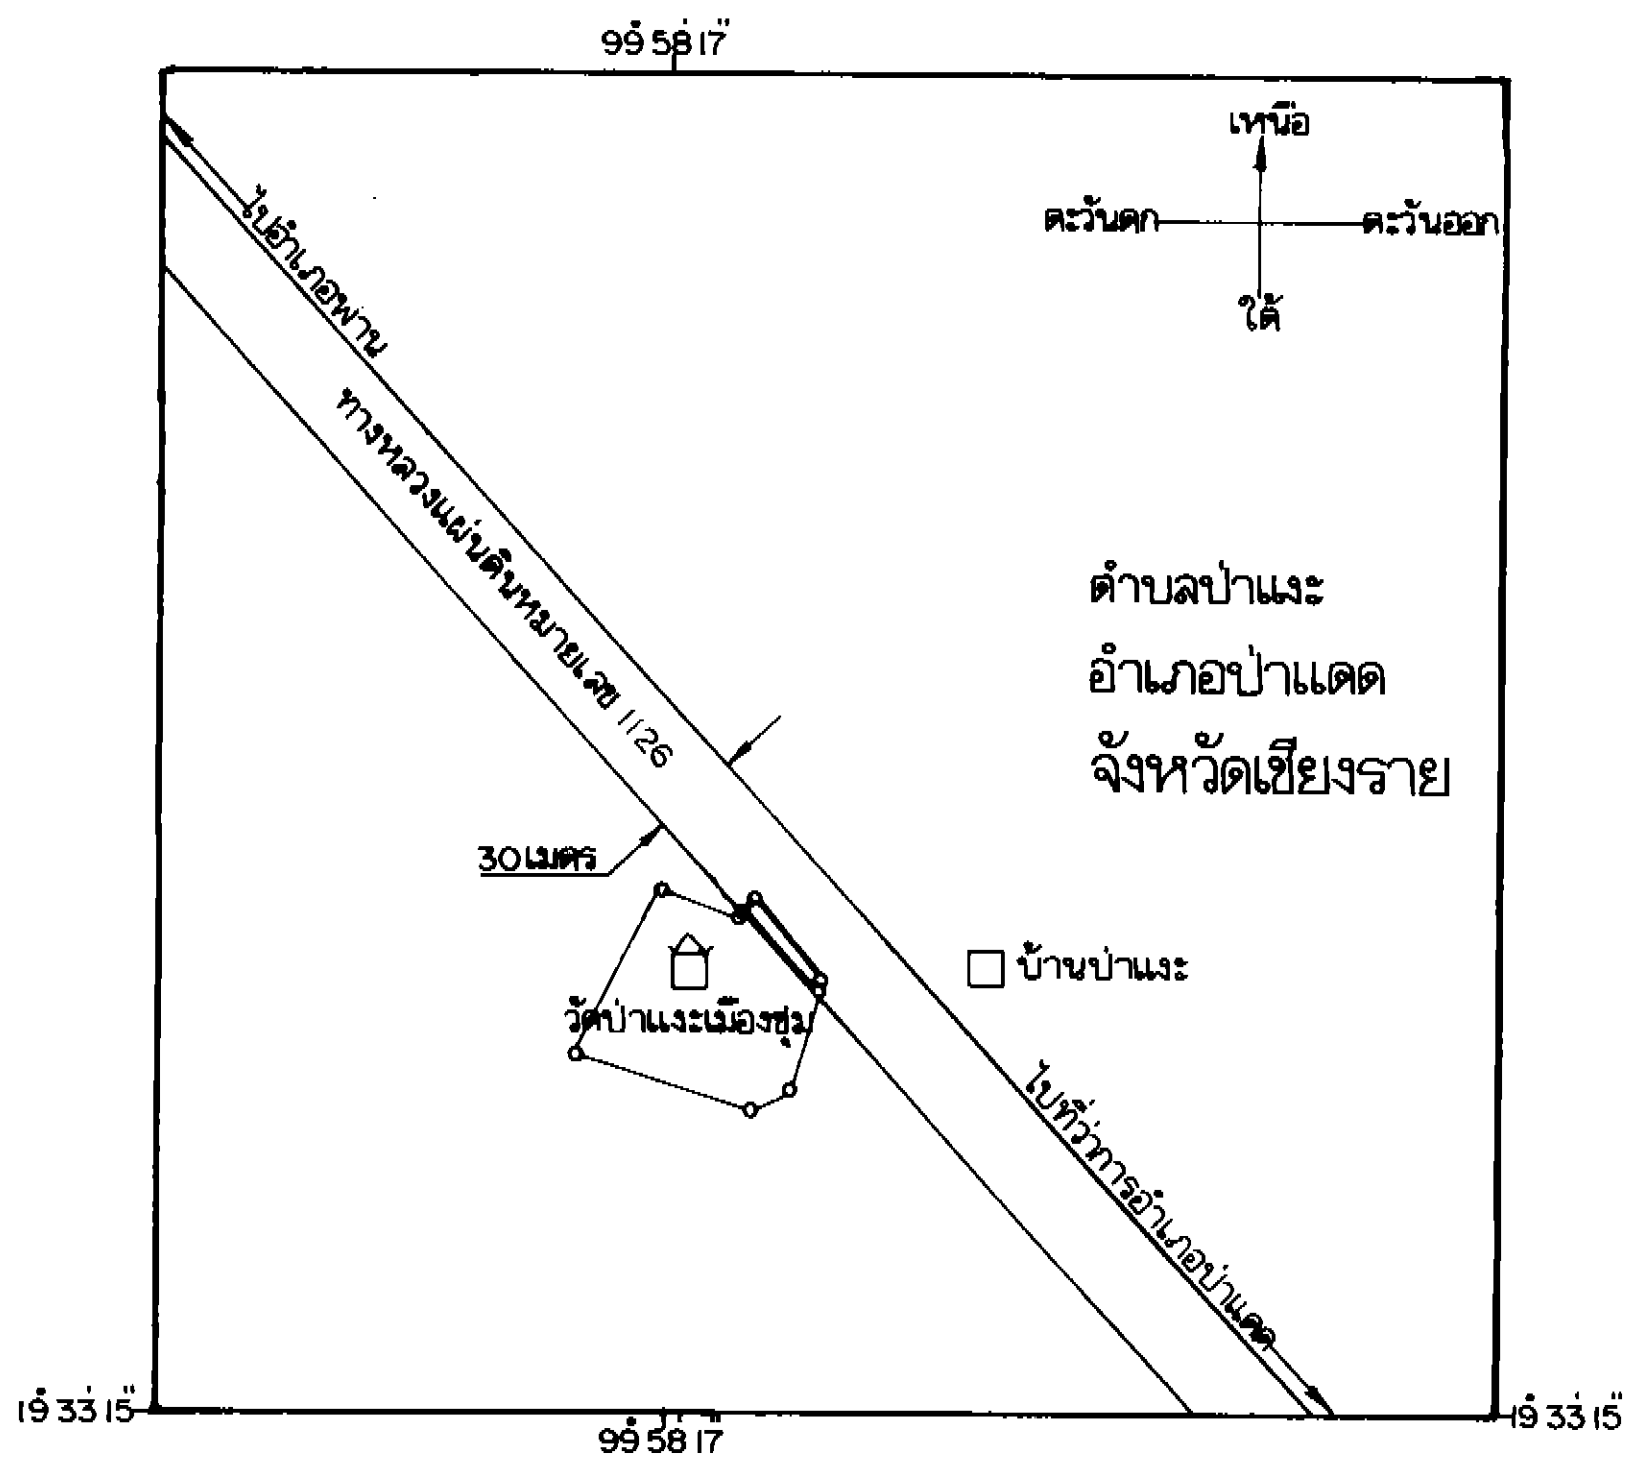 99° 58' 17"
เหนือ
ตะวันตก
ตะวันออก
ใต้
ไปอำเภอพาน
ทางหลวงแผ่นดินหมายเลข 1126
ตำบลป่าแงะ
อำเภอป่าแดด
จังหวัดเชียงราย
30 เมตร
บ้านป่าแงะ
วัดป่าแงะเมืองชุม
ไปที่ว่าการอำเภอป่าแดด
19° 33' 15"
19° 33' 15"
99° 58' 17"